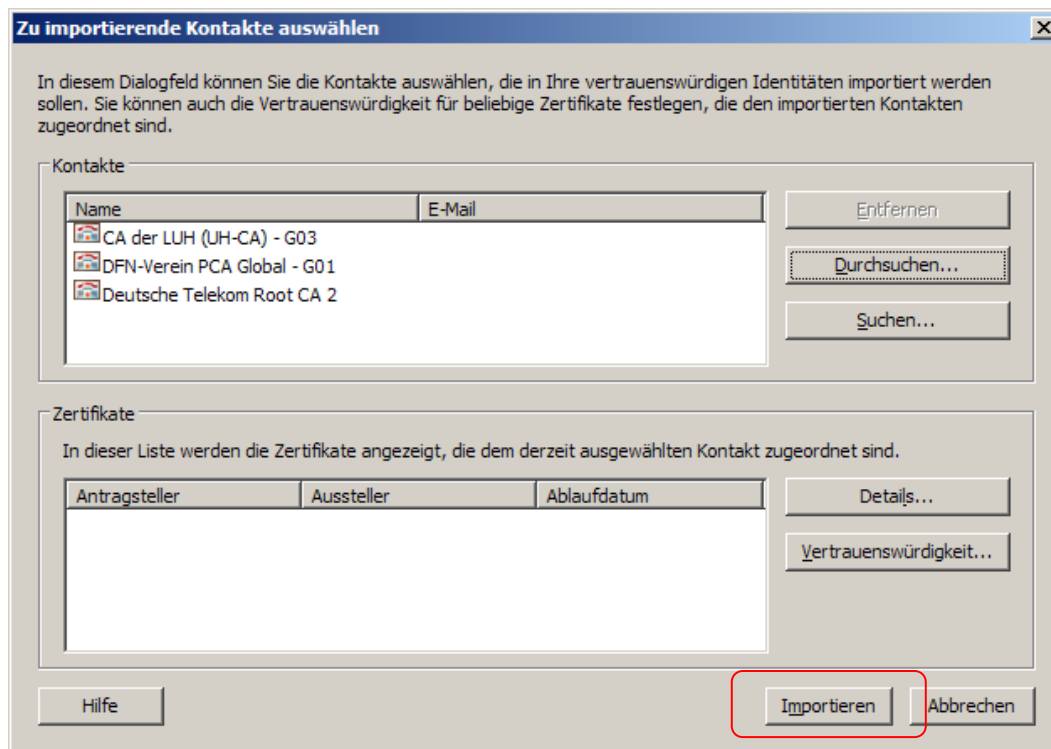 Zu importierende Kontakte auswählen
In diesem Dialogfeld können Sie die Kontakte auswählen, die in Ihre vertrauenswürdigen Identitäten importiert werden
sollen. Sie können auch die Vertrauenswürdigkeit für beliebige Zertifikate festlegen, die den importierten Kontakten
zugeordnet sind.
Kontakte
Name E-Mail
CA der LUH (UH-CA) - G03
DFN-Verein PCA Global - G01
Deutsche Telekom Root CA 2
Entfernen
Durchsuchen...
Suchen...
Zertifikate
In dieser Liste werden die Zertifikate angezeigt, die dem derzeit ausgewählten Kontakt zugeordnet sind.
Antragsteller Aussteller Ablaufdatum
Details...
Vertrauenswürdigkeit...
Hilfe Importieren Abbrechen